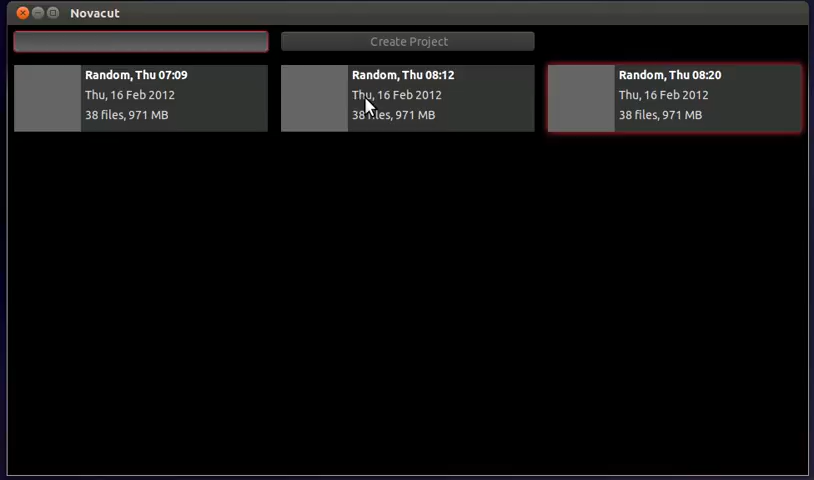 Novacut
Create Project
Random, Thu 07:09
Thu, 16 Feb 2012
38 files, 971 MB
Random, Thu 08:12
Thu, 16 Feb 2012
38 files, 971 MB
Random, Thu 08:20
Thu, 16 Feb 2012
38 files, 971 MB